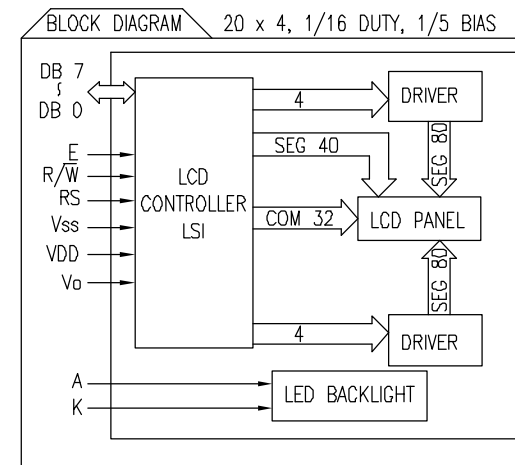 BLOCK DIAGRAM 20 x 4, 1/16 DUTY, 1/5 BIAS
DB 7
∫
DB 0
E
R/W̅
RS
Vss
VDD
Vo
A
K
LCD
CONTROLLER
LSI
4
SEG 40
COM 32
4
DRIVER
SEG 80
LCD PANEL
SEG 80
DRIVER
LED BACKLIGHT